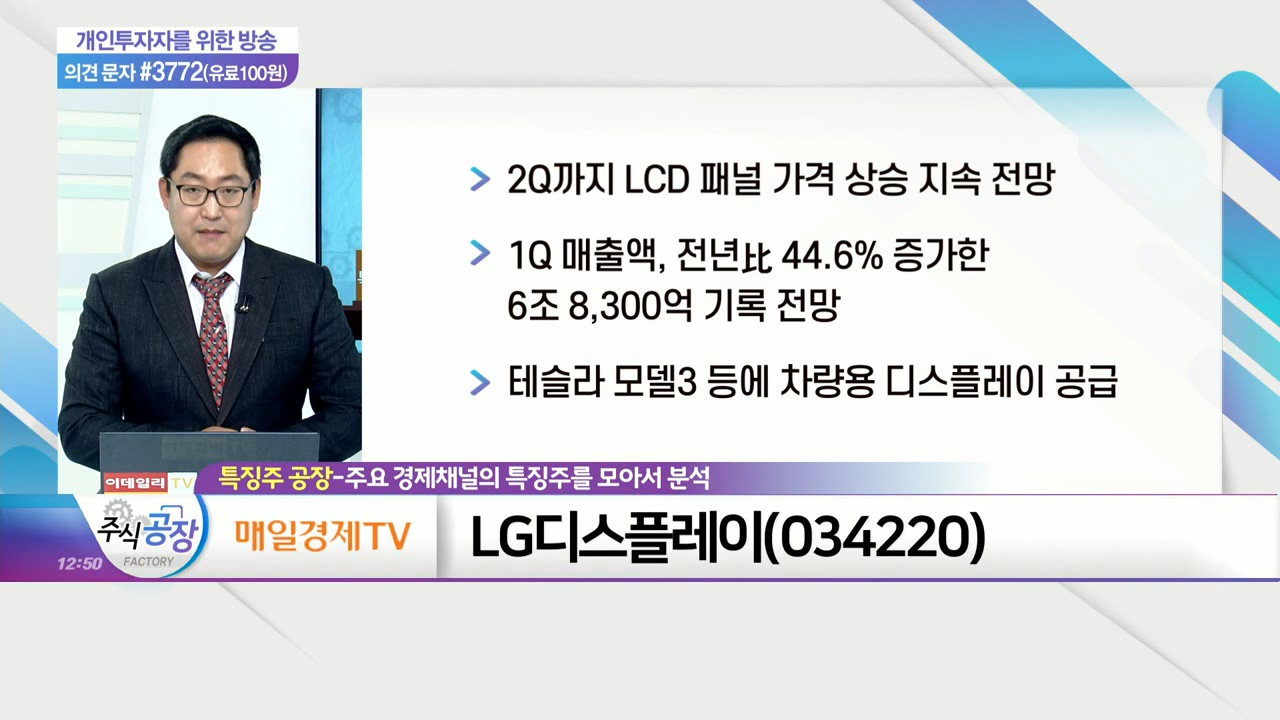 개인투자자를 위한 방송
의견 문자 #3772(유료100원)
2Q까지 LCD 패널 가격 상승 지속 전망
1Q 매출액, 전년比 44.6% 증가한
6조 8,300억 기록 전망
테슬라 모델3 등에 차량용 디스플레이 공급
이데일리 TV
특징주 공장-주요 경제채널의 특징주를 모아서 분석
주식공장
FACTORY
12:50
매일경제TV
LG디스플레이(034220)